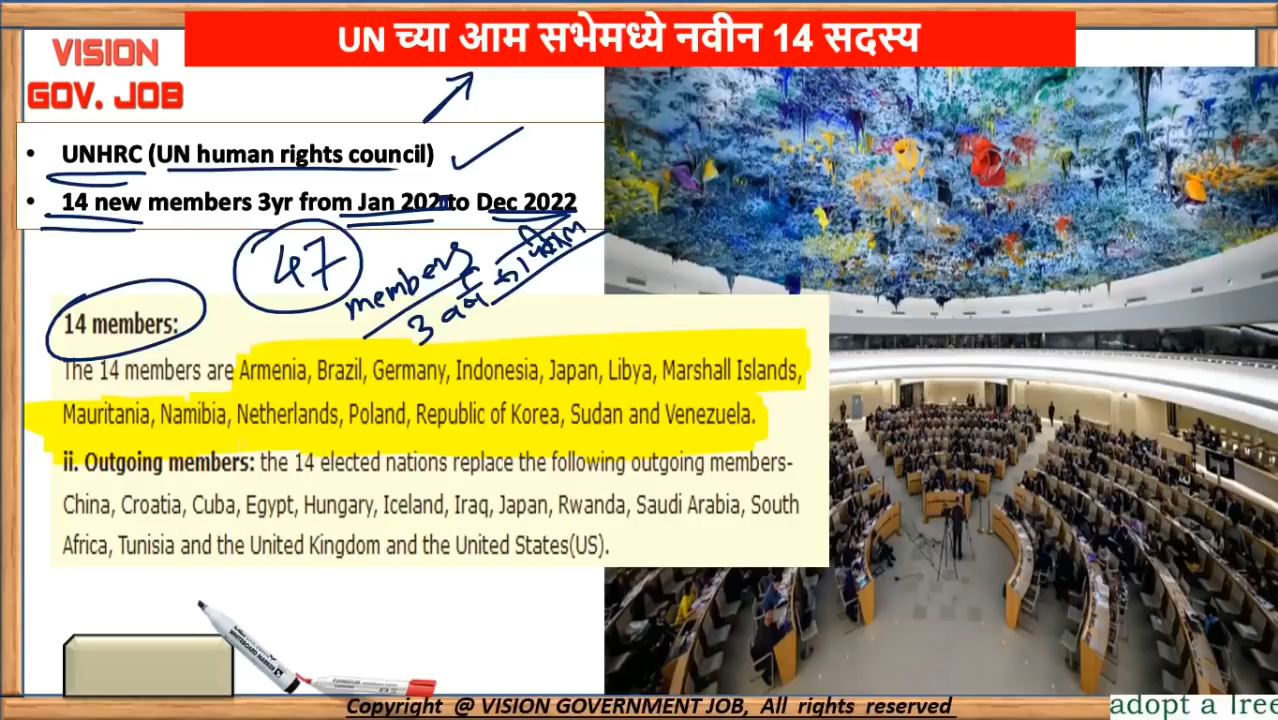 UN च्या आम सभेमध्ये नवीन 14 सदस्य
VISION
GOV. JOB
• UNHRC (UN human rights council)
• 14 new members 3yr from Jan 202 to Dec 2022
47
members
3
14 members:
The 14 members are Armenia, Brazil, Germany, Indonesia, Japan, Libya, Marshall Islands,
Mauritania, Namibia, Netherlands, Poland, Republic of Korea, Sudan and Venezuela.
ii. Outgoing members: the 14 elected nations replace the following outgoing members-
China, Croatia, Cuba, Egypt, Hungary, Iceland, Iraq, Japan, Rwanda, Saudi Arabia, South
Africa, Tunisia and the United Kingdom and the United States(US).
WHITEBOARD MARKER
Copyright @ VISION GOVERNMENT JOB, All rights reserved
adopt a Tree